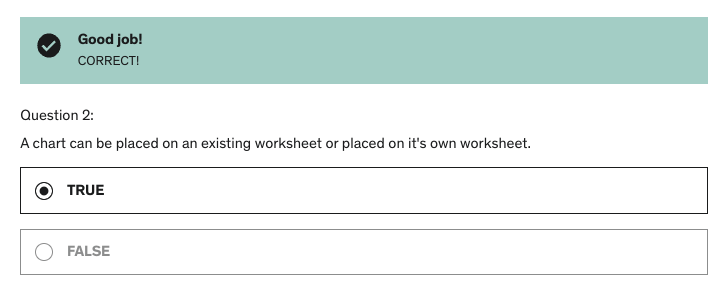 Good job!
CORRECT!
Question 2:
A chart can be placed on an existing worksheet or placed on it's own worksheet.
TRUE
FALSE